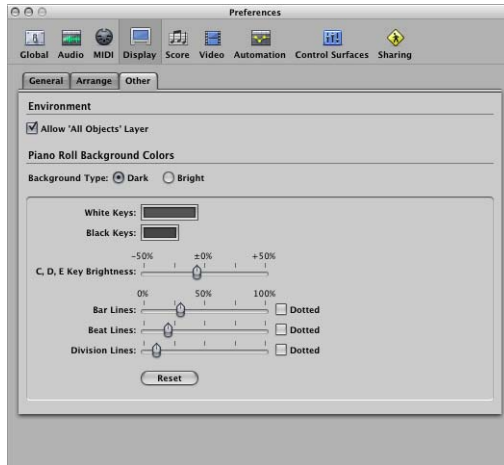 Preferences
Global Audio MIDI Display Score Video Automation Control Surfaces Sharing
General Arrange Other
Environment
Allow 'All Objects' Layer
Piano Roll Background Colors
Background Type: Dark Bright
White Keys:
Black Keys:
-50% ±0% +50%
C, D, E Key Brightness:
0% 50% 100%
Bar Lines: Dotted
Beat Lines: Dotted
Division Lines: Dotted
Reset